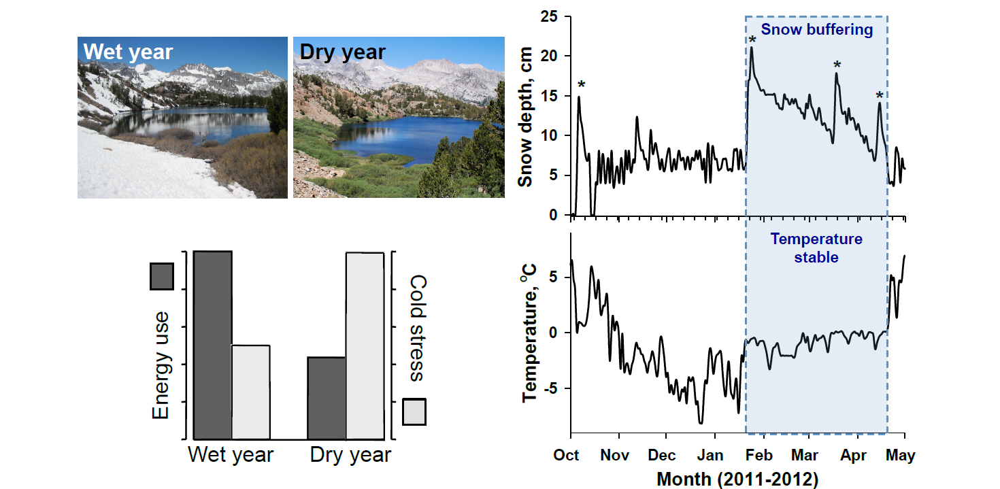 Wet year
Dry year
Energy use
Cold stress
Wet year
Dry year
Snow depth, cm
25
20
15
10
5
0
Snow buffering
*
*
*
*
Temperature, °C
5
0
-5
Temperature
stable
Oct Nov Dec Jan Feb Mar Apr May
Month (2011-2012)